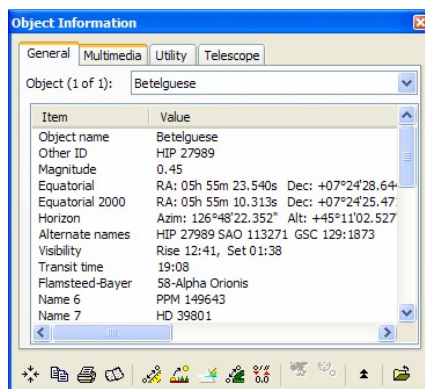 Object Information
General Multimedia Utility Telescope
Object (1 of 1): Betelguese
Item Value
Object name Betelguese
Other ID HIP 27989
Magnitude 0.45
Equatorial RA: 05h 55m 23.540s Dec: +07°24'28.64
Equatorial 2000 RA: 05h 55m 10.313s Dec: +07°24'25.47
Horizon Azim: 126°48'22.352" Alt: +45°11'02.527
Alternate names HIP 27989 SAO 113271 GSC 129:1873
Visibility Rise 12:41, Set 01:38
Transit time 19:08
Flamsteed-Bayer 58-Alpha Orionis
Name 6 PPM 149643
Name 7 HD 39801